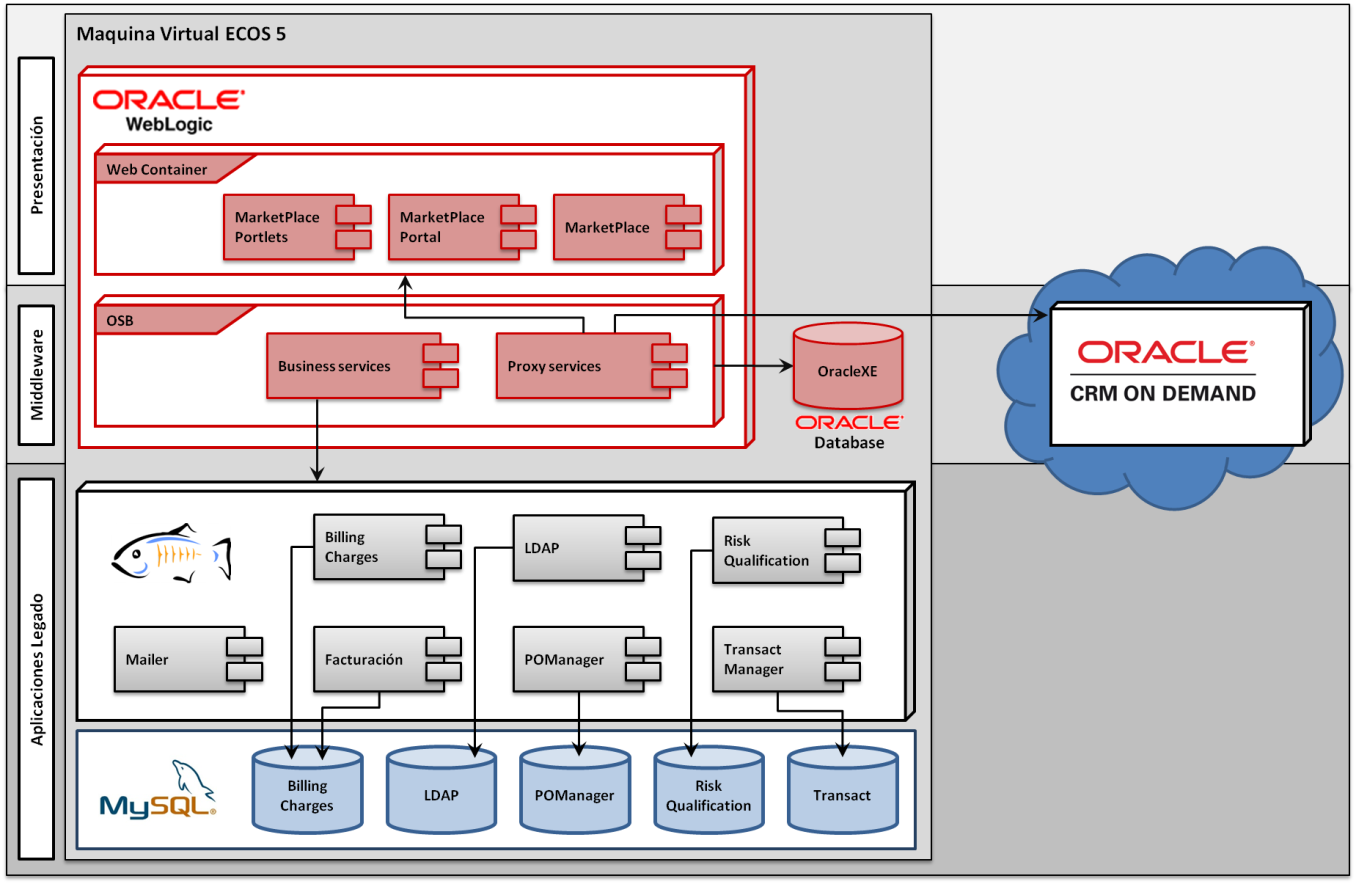 Maquina Virtual ECOS 5
Presentación
ORACLE
WebLogic
Web Container
MarketPlace
Portlets
MarketPlace
Portal
MarketPlace
Middleware
OSB
Business services
Proxy services
OracleXE
ORACLE
Database
ORACLE
CRM ON DEMAND
Aplicaciones Legado
Billing
Charges
LDAP
Risk
Qualification
Mailer
Facturación
POManager
Transact
Manager
MySQL
Billing
Charges
LDAP
POManager
Risk
Qualification
Transact